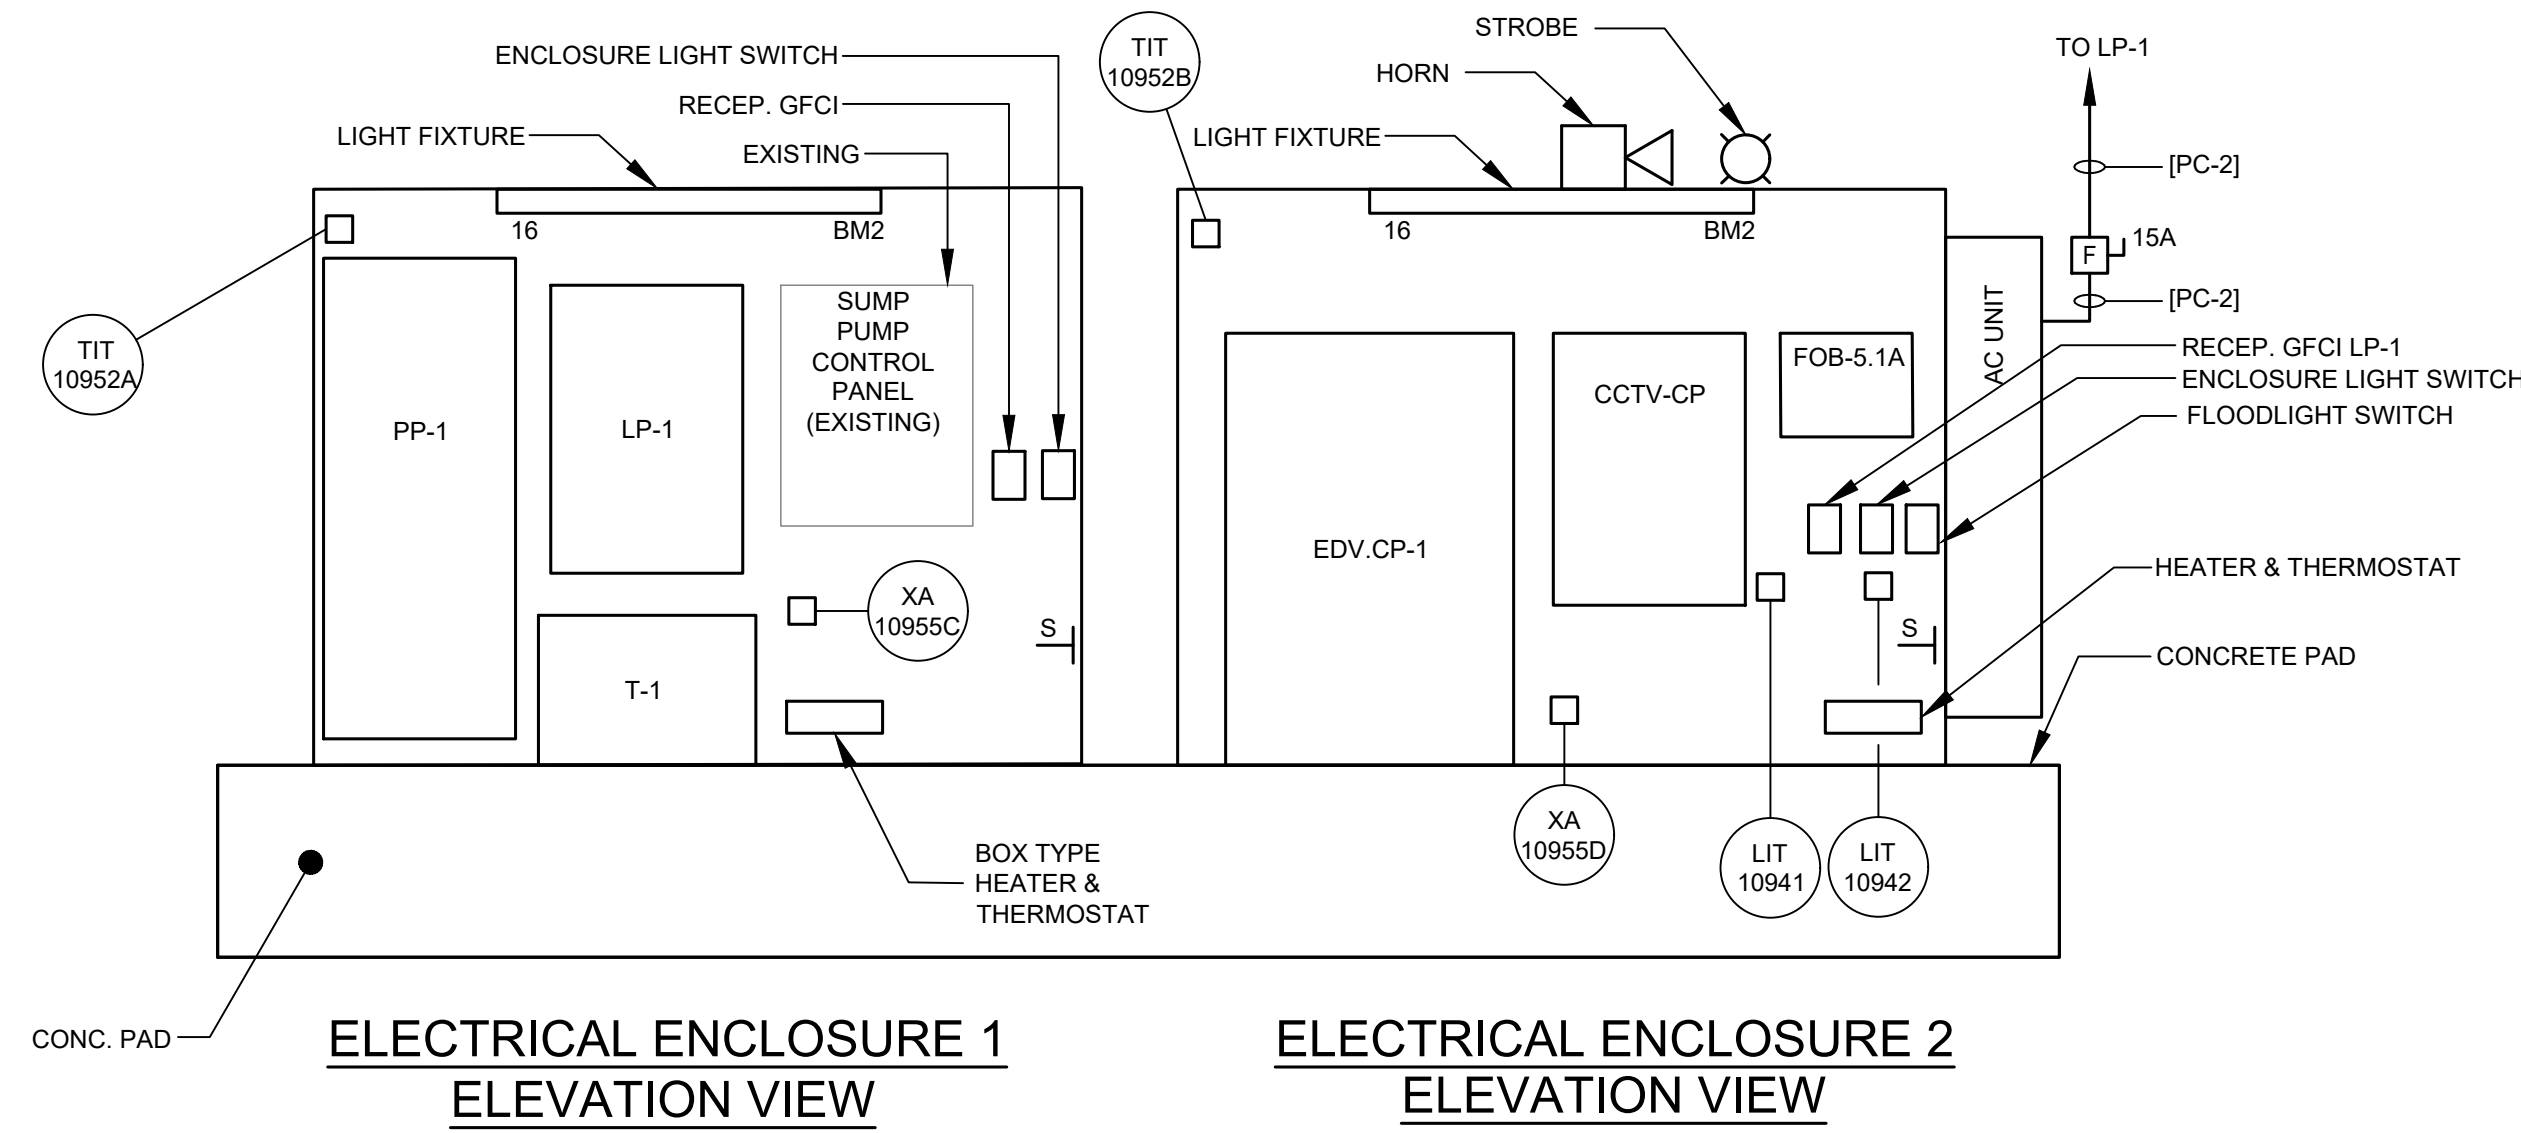 ENCLOSURE LIGHT SWITCH
RECEP. GFCI
LIGHT FIXTURE
EXISTING
16
BM2
TIT
10952A
PP-1
LP-1
SUMP
PUMP
CONTROL
PANEL
(EXISTING)
XA
10955C
S
T-1
BOX TYPE
HEATER &
THERMOSTAT
CONC. PAD
ELECTRICAL ENCLOSURE 1
ELEVATION VIEW
TIT
10952B
STROBE
HORN
LIGHT FIXTURE
16
BM2
TO LP-1
[PC-2]
15A
F
[PC-2]
AC UNIT
RECEP. GFCI LP-1
ENCLOSURE LIGHT SWITCH
FLOODLIGHT SWITCH
FOB-5.1A
CCTV-CP
EDV.CP-1
HEATER & THERMOSTAT
S
CONCRETE PAD
XA
10955D
LIT
10941
LIT
10942
ELECTRICAL ENCLOSURE 2
ELEVATION VIEW